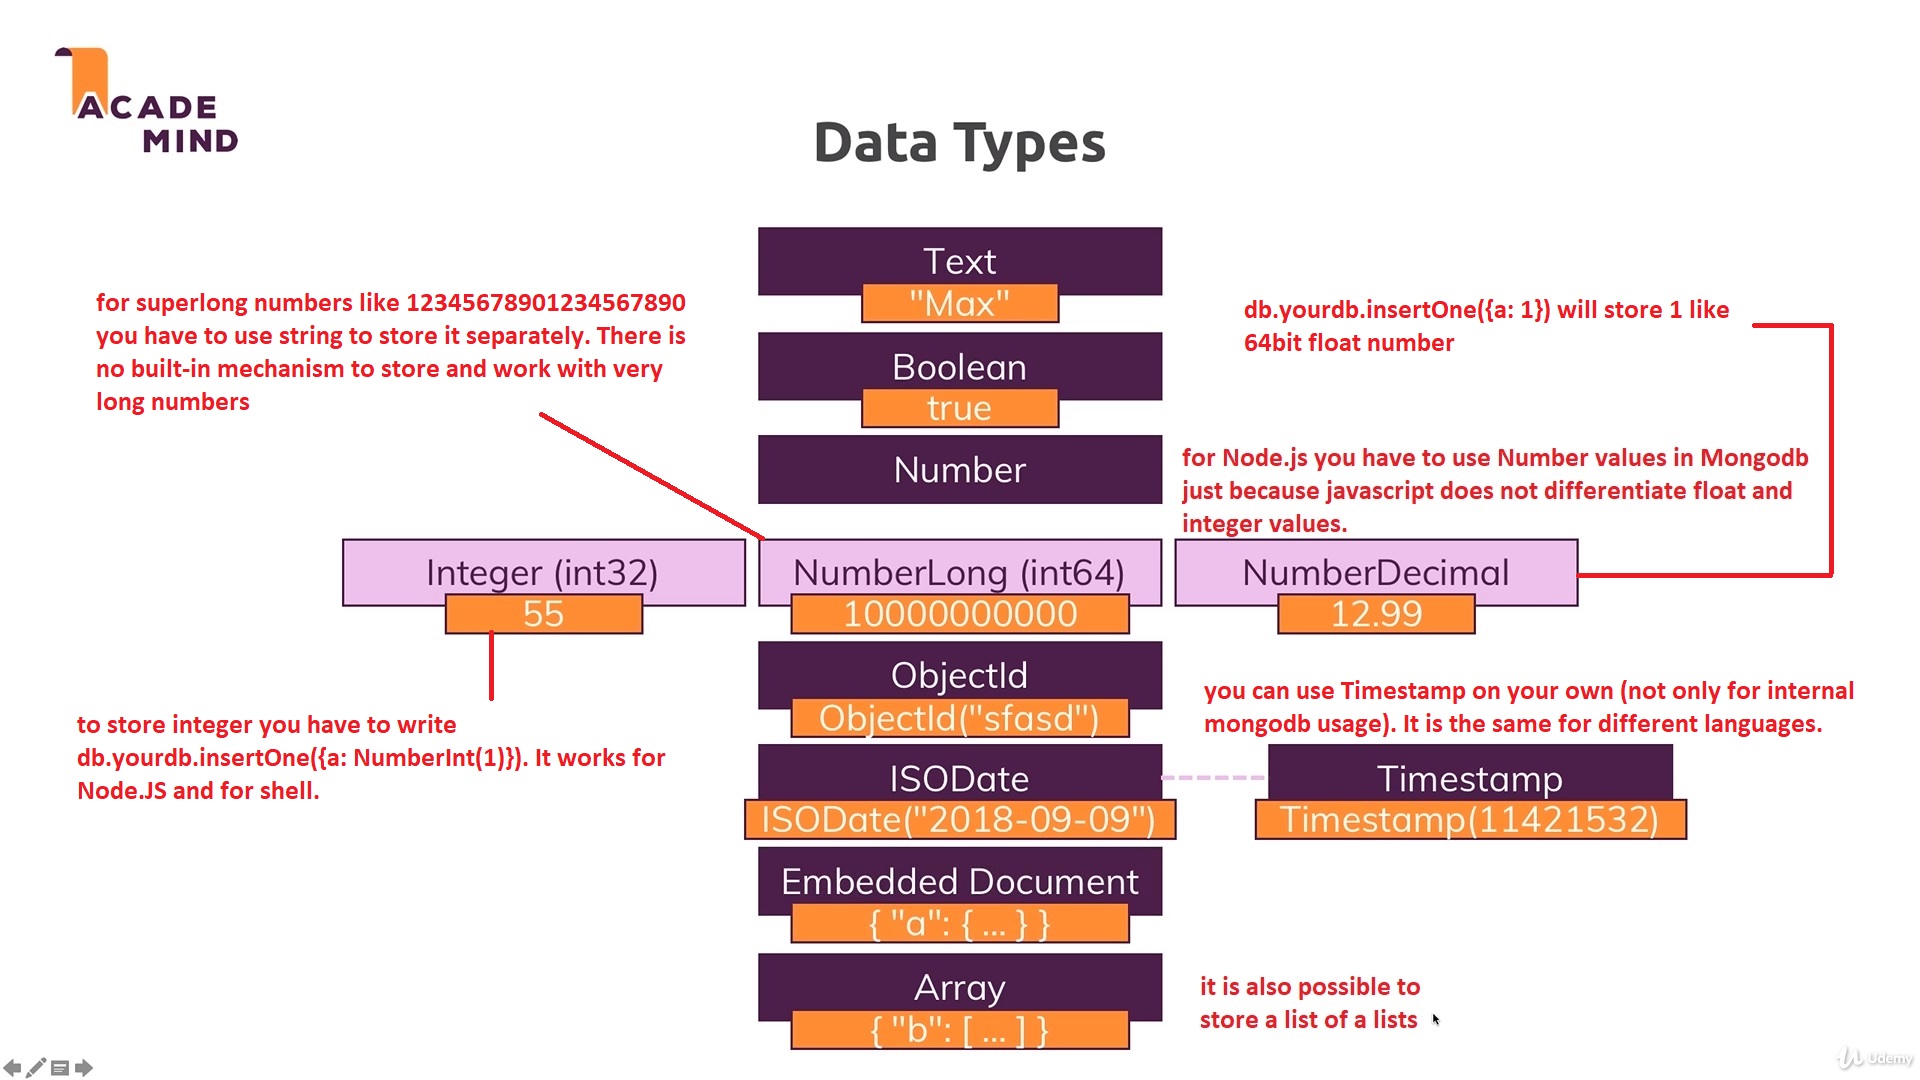 ACADE
MIND
Data Types
Text
"Max"
for superlong numbers like 12345678901234567890
you have to use string to store it separately. There is
no built-in mechanism to store and work with very
long numbers
db.yourdb.insertOne({a: 1}) will store 1 like
64bit float number
Boolean
true
Number
for Node.js you have to use Number values in Mongodb
just because javascript does not differentiate float and
integer values.
Integer (int32)
55
NumberLong (int64)
10000000000
NumberDecimal
12.99
to store integer you have to write
db.yourdb.insertOne({a: NumberInt(1)}). It works for
Node.JS and for shell.
ObjectId
ObjectId("sfasd")
you can use Timestamp on your own (not only for internal
mongodb usage). It is the same for different languages.
ISODate
ISODate("2018-09-09")
Timestamp
Timestamp(11421532)
Embedded Document
{ "a": { ... } }
Array
{ "b": [ ... ] }
it is also possible to
store a list of a lists
Udemy